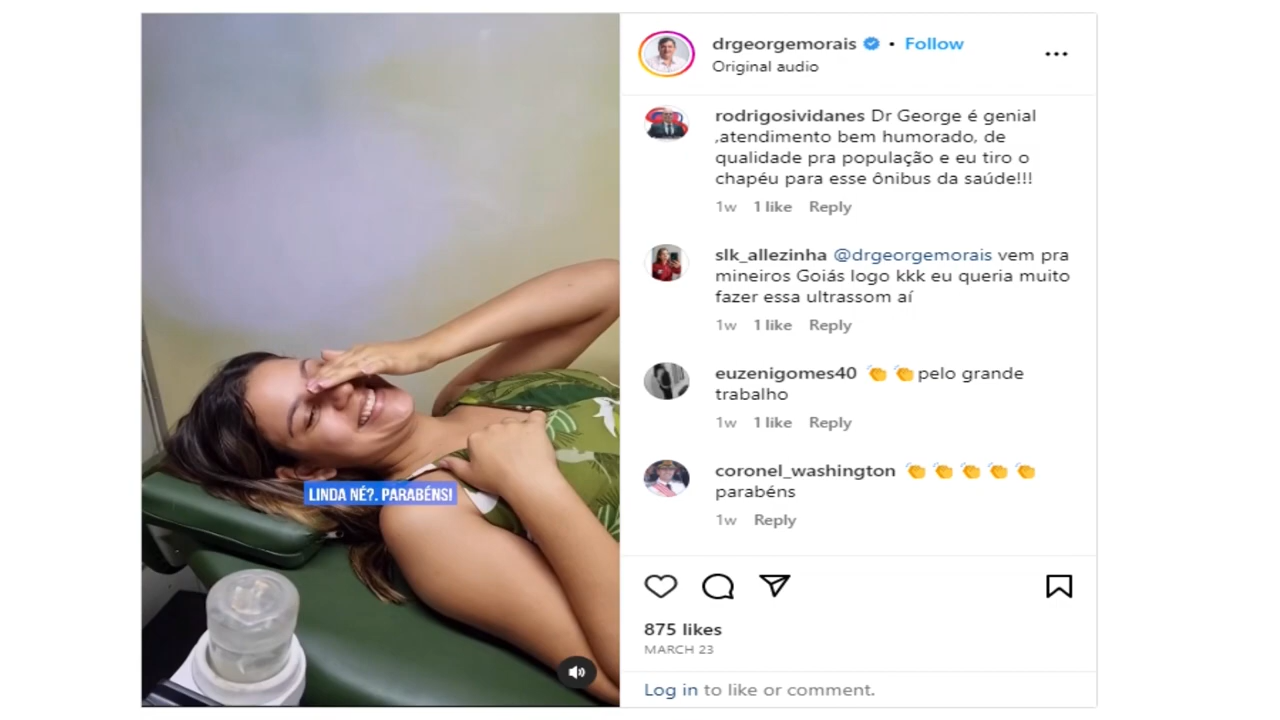 LINDA NÉ?. PARABÉNS!
drgeorgemorais • Follow
Original audio
rodrigosividanes Dr George é genial
,atendimento bem humorado, de
qualidade pra população e eu tiro o
chapéu para esse ônibus da saúde!!!
1w 1 like Reply
slk_allezinha @drgeorgemorais vem pra
mineiros Goiás logo kkk eu queria muito
fazer essa ultrassom aí
1w 1 like Reply
euzenigomes40 👏👏pelo grande
trabalho
1w 1 like Reply
coronel_washington 👏👏👏👏👏
parabéns
1w Reply
875 likes
MARCH 23
Log in to like or comment.